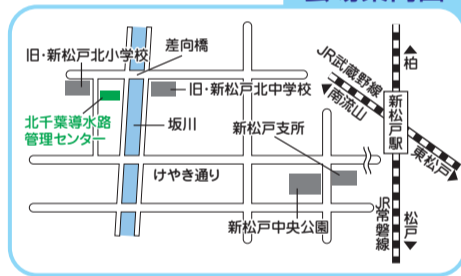 差向橋
旧・新松戸北小学校
JR武蔵野線
柏
旧・新松戸北中学校
南流山
北千葉導水路
管理センター
坂川
新松戸支所
新松戸駅
東松戸
けやき通り
新松戸中央公園
JR常磐線
松戸